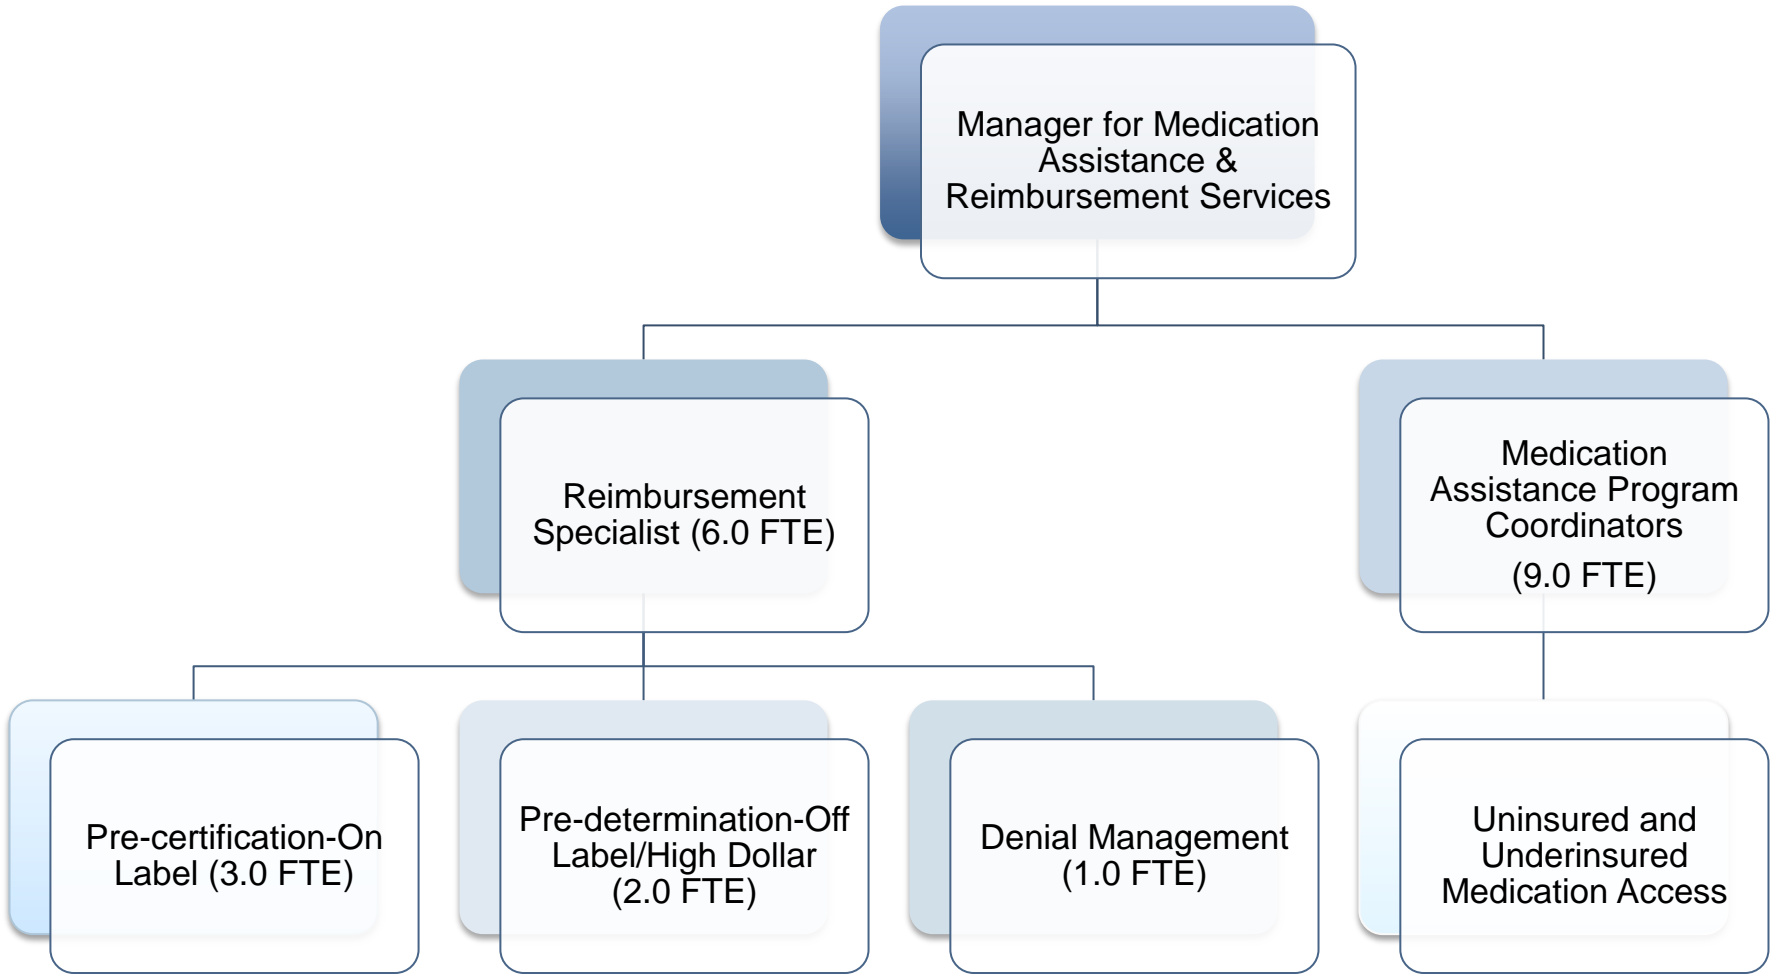 Manager for Medication
Assistance &
Reimbursement Services
Reimbursement
Specialist (6.0 FTE)
Medication
Assistance Program
Coordinators
(9.0 FTE)
Pre-certification-On
Label (3.0 FTE)
Pre-determination-Off
Label/High Dollar
(2.0 FTE)
Denial Management
(1.0 FTE)
Uninsured and
Underinsured
Medication Access